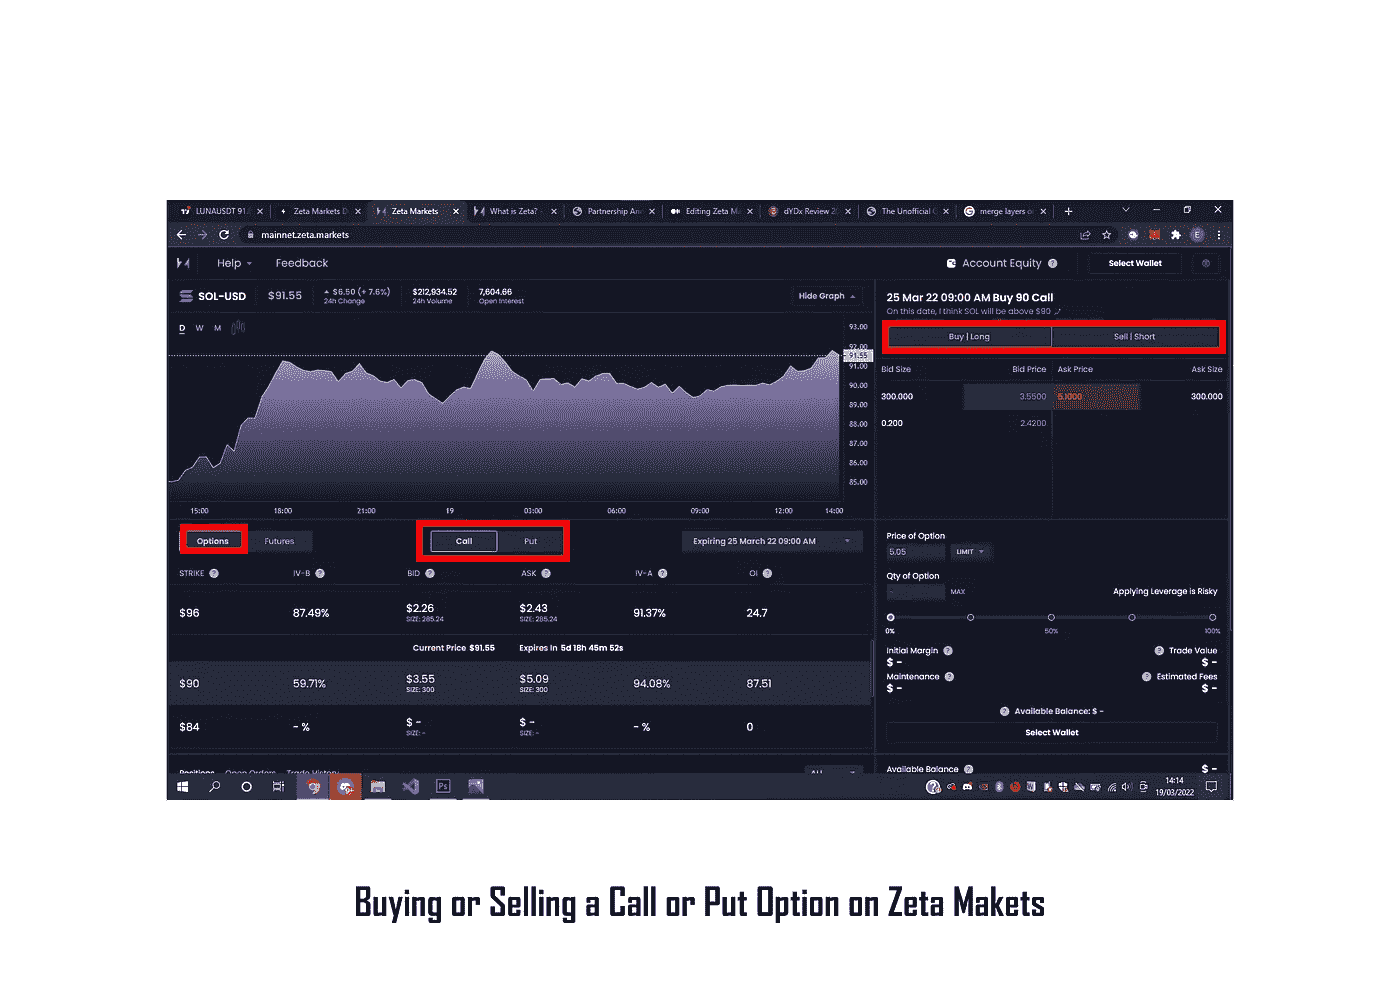 LUNAUSDT 91. Zeta Markets D Zeta Markets What is Zeta? Partnership An Editing Zeta M dYDx Review 20 The Unofficial merge layers on
mainnet.zeta.markets
Help Feedback Account Equity Select Wallet
SOL-USD $91.55 $6.50 (+ 7.6%) $212,934.52 7,604.66 Hide Graph
24h Change 24h Volume Open Interest
25 Mar 22 09:00 AM Buy 90 Call
On this date, I think SOL will be above $90
D W M
Buy | Long Sell | Short
Bid Size Bid Price Ask Price Ask Size
300.000 3.5500 5.1000 300.000
0.200 2.4200
93.00
92.00
91.55
91.00
90.00
89.00
88.00
87.00
86.00
85.00
15:00 18:00 21:00 19 03:00 06:00 09:00 12:00 14:00
Options Futures Call Put Expiring 25 March 22 09:00 AM
STRIKE IV-B BID ASK IV-A OI
$96 87.49% $2.26 $2.43 91.37% 24.7
SIZE: 285.24 SIZE: 285.24
Current Price $91.55 Expires In 5d 18h 45m 52s
$90 59.71% $3.55 $5.09 94.08% 87.51
SIZE: 300 SIZE: 300
$84 - % $ - $ - - % 0
SIZE: - SIZE: -
Positions Open Orders Trade History ALL
Price of Option
5.05 LIMIT
Qty of Option
- MAX Applying Leverage is Risky
0% 50% 100%
Initial Margin Trade Value
$ - $ -
Maintenance Estimated Fees
$ - $ -
Available Balance: $ -
Select Wallet
Available Balance $ -
14:14
19/03/2022
Buying or Selling a Call or Put Option on Zeta Makets